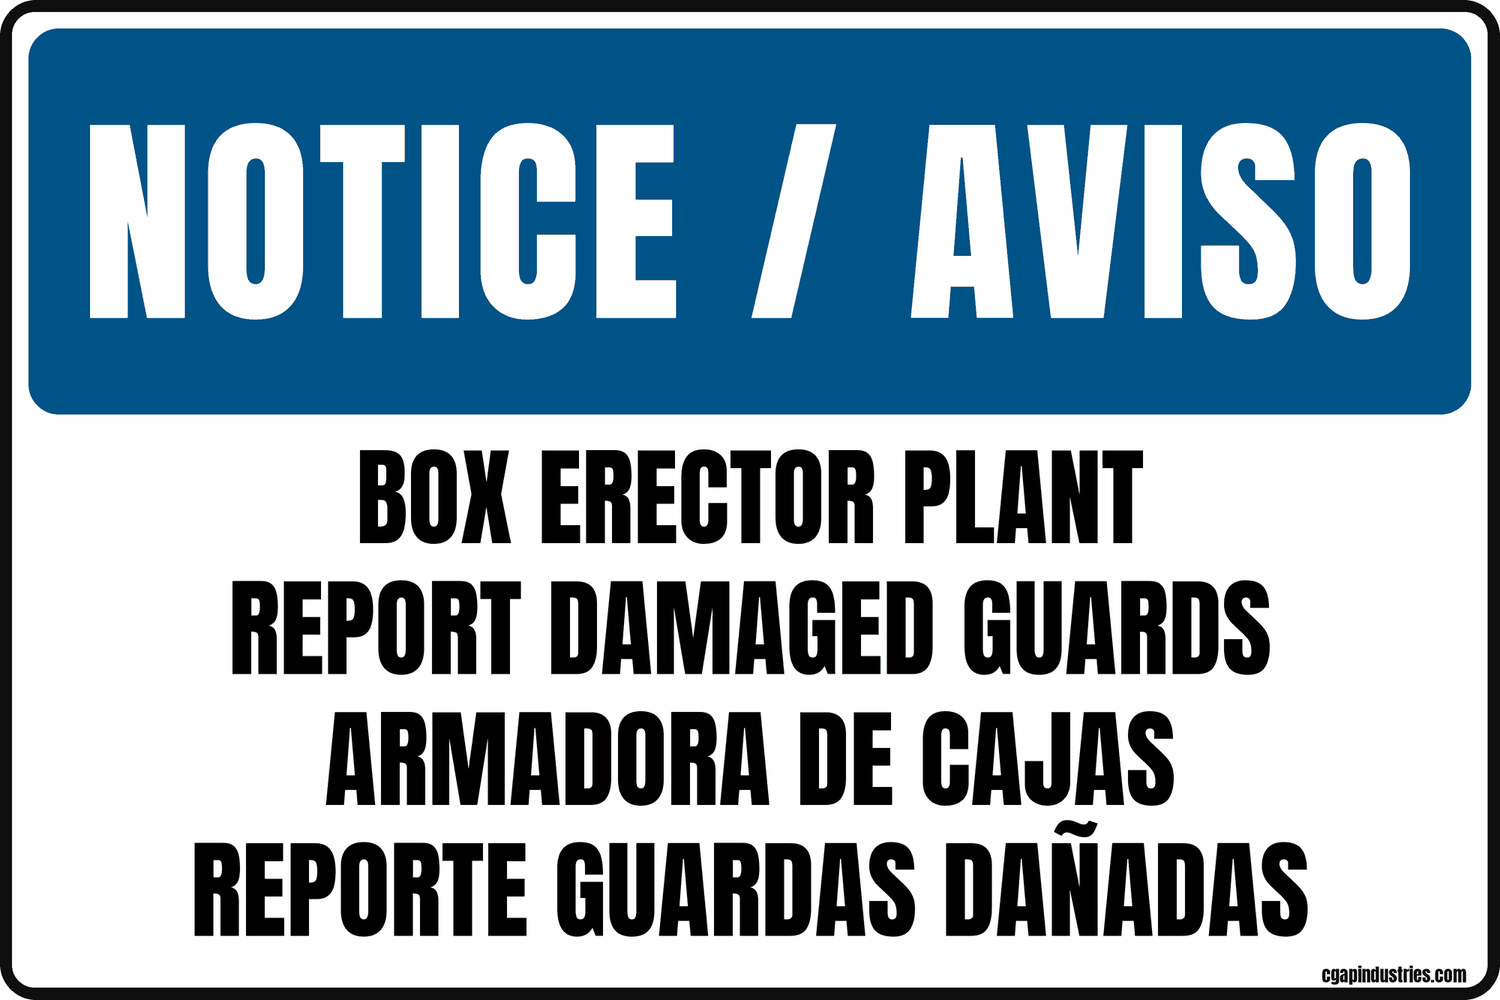 NOTICE / AVISO
BOX ERECTOR PLANT
REPORT DAMAGED GUARDS
ARMADORA DE CAJAS
REPORTE GUARDAS DAÑADAS
cgapindustries.com